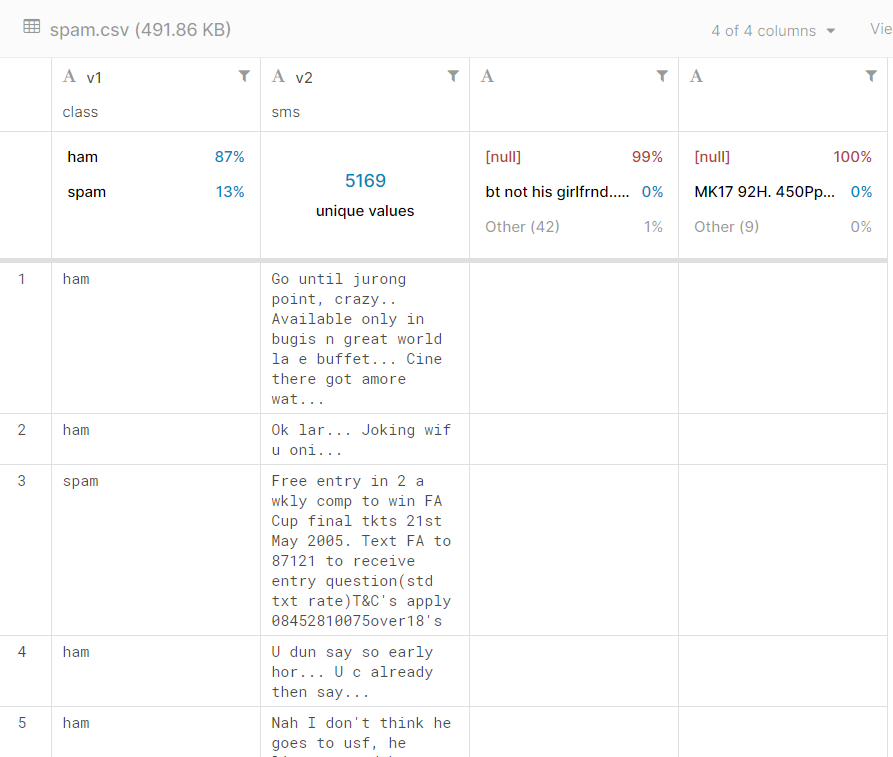 spam.csv (491.86 KB)
4 of 4 columns
Vie
A v1
A v2
A
A
class
sms
ham 87%
spam 13%
5169
unique values
[null] 99%
bt not his girlfrnd..... 0%
Other (42) 1%
[null] 100%
MK17 92H. 450Pp... 0%
Other (9) 0%
1
ham
Go until jurong
point, crazy..
Available only in
bugis n great world
la e buffet... Cine
there got amore
wat...
2
ham
Ok lar... Joking wif
u oni...
3
spam
Free entry in 2 a
wkly comp to win FA
Cup final tkts 21st
May 2005. Text FA to
87121 to receive
entry question(std
txt rate)T&C's apply
08452810075over18's
4
ham
U dun say so early
hor... U c already
then say...
5
ham
Nah I don't think he
goes to usf, he